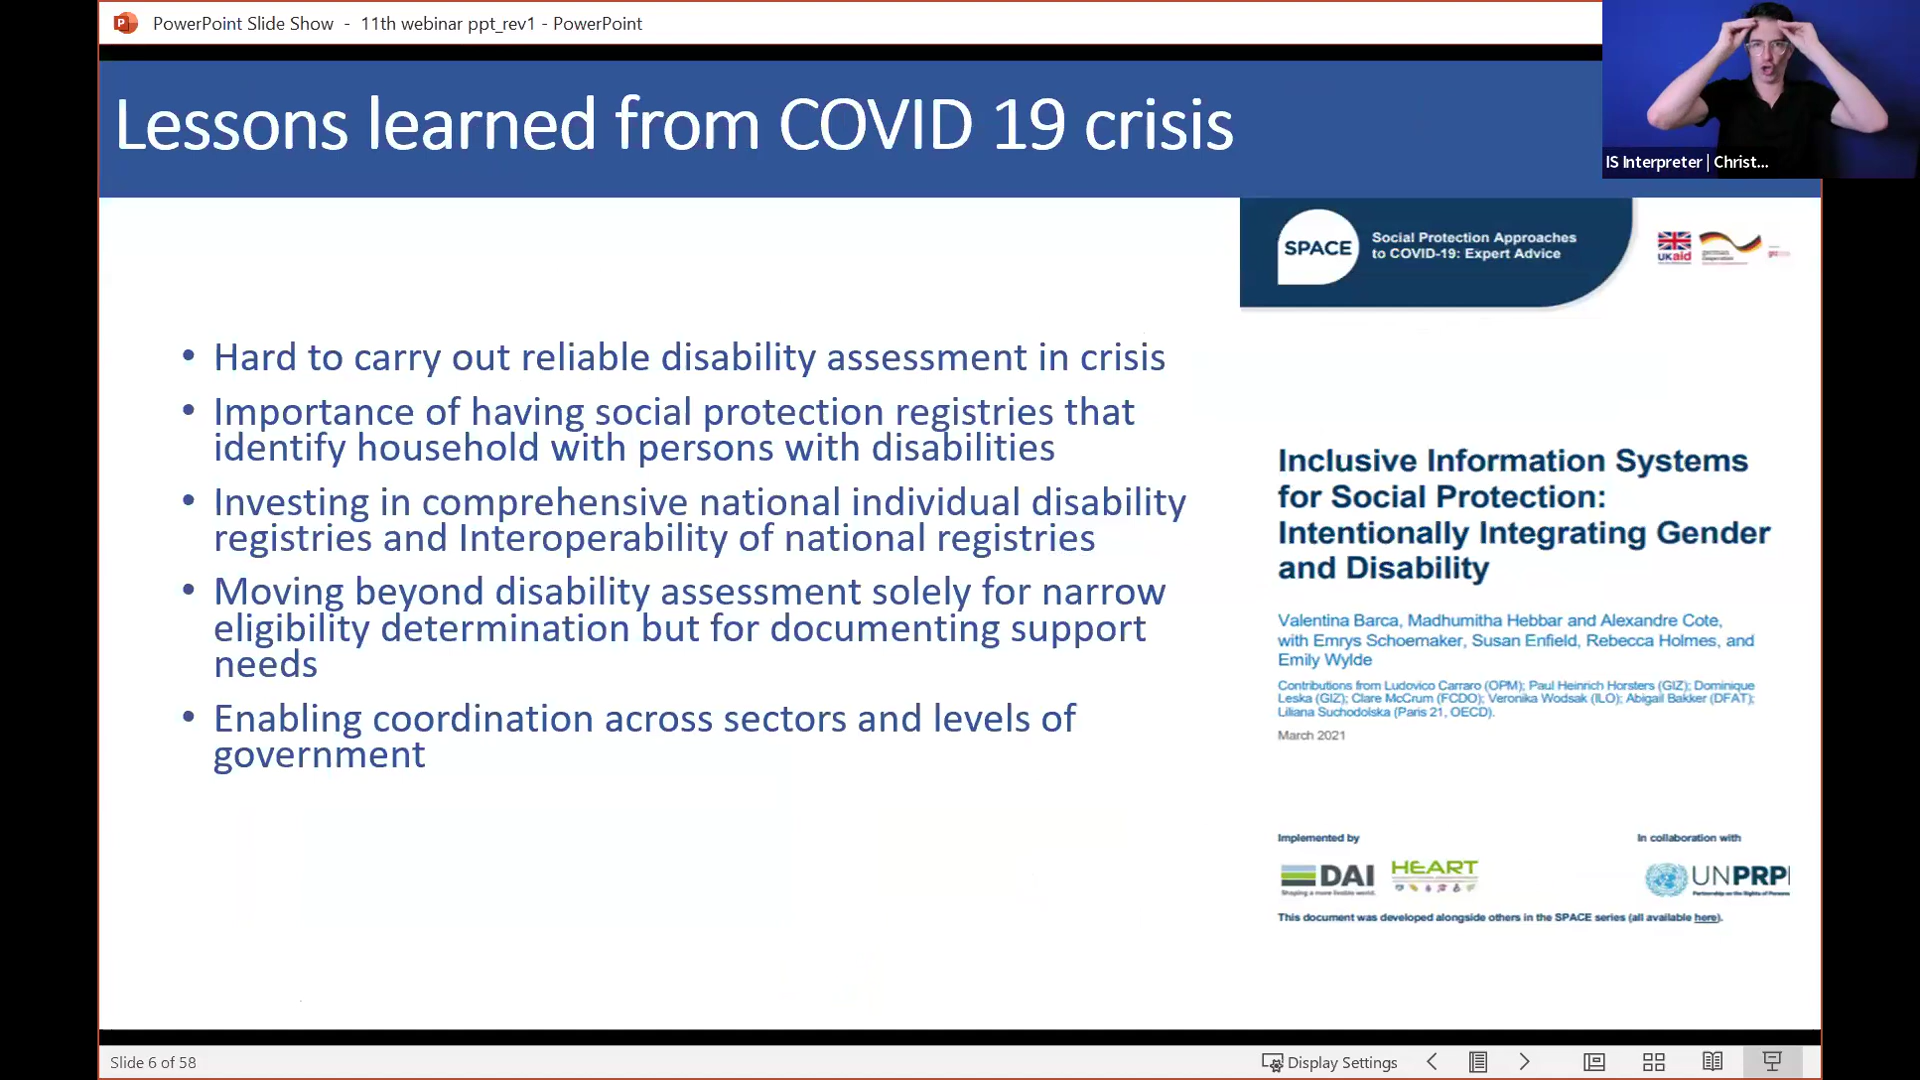 PowerPoint Slide Show - 11th webinar ppt_rev1 - PowerPoint
IS Interpreter | Christ...
Lessons learned from COVID 19 crisis
SPACE
Social Protection Approaches
to COVID-19: Expert Advice
UKaid
• Hard to carry out reliable disability assessment in crisis
• Importance of having social protection registries that
identify household with persons with disabilities
• Investing in comprehensive national individual disability
registries and Interoperability of national registries
• Moving beyond disability assessment solely for narrow
eligibility determination but for documenting support
needs
• Enabling coordination across sectors and levels of
government
Inclusive Information Systems
for Social Protection:
Intentionally Integrating Gender
and Disability
Valentina Barca, Madhumitha Hebbar and Alexandre Cote,
with Emrys Schoemaker, Susan Enfield, Rebecca Holmes, and
Emily Wylde
Contributions from Ludovico Carraro (OPM); Paul Heinrich Horsters (GIZ); Dominique
Leska (GIZ); Clare McCrum (FCDO); Veronika Wodsak (ILO); Abigail Bakker (DFAT);
Liliana Suchodolska (Paris 21, OECD).
March 2021
Implemented by
In collaboration with
DAI
Shaping a more livable world.
HEART
UNPRP
This document was developed alongside others in the SPACE series (all available here).
Slide 6 of 58
Display Settings